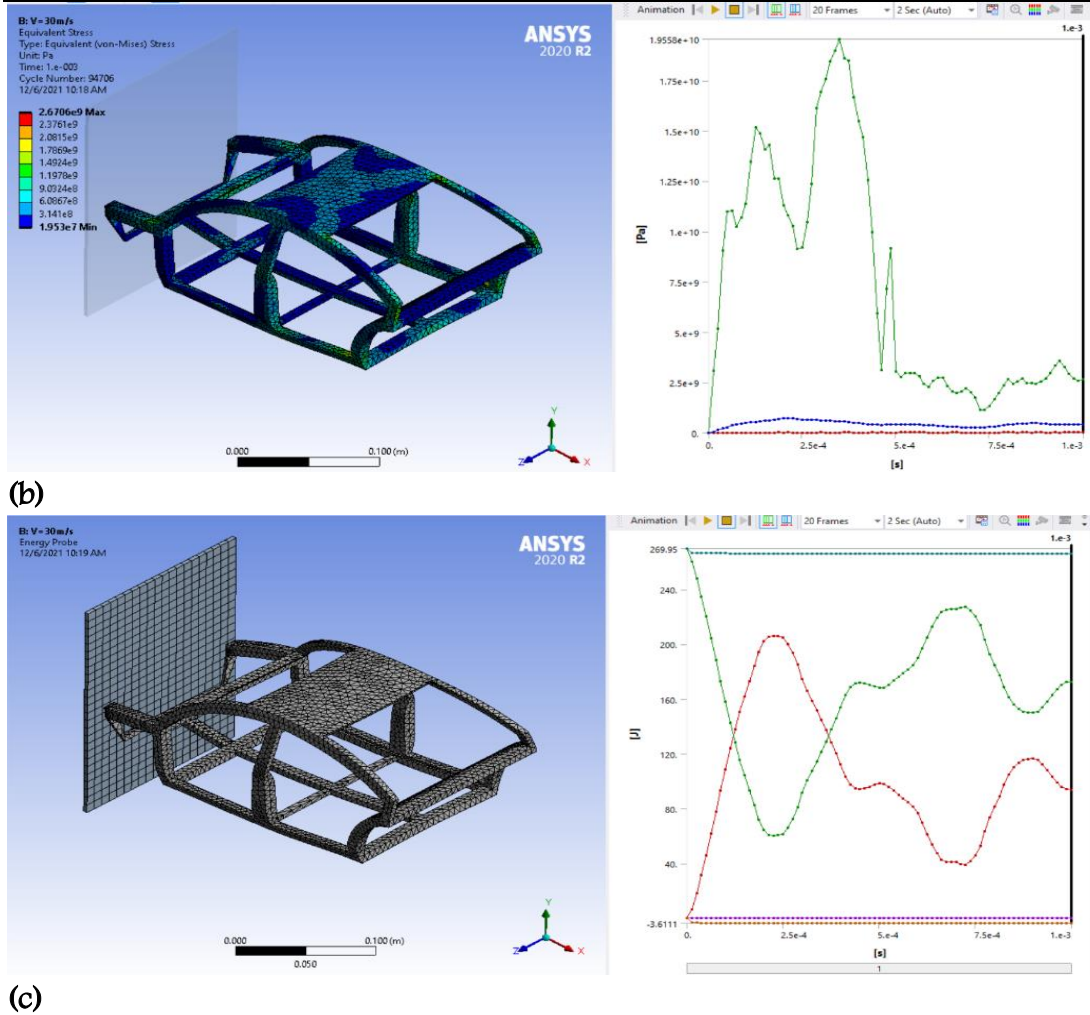 B: V=30m/s
Equivalent Stress
Type: Equivalent (von-Mises) Stress
Unit: Pa
Time: 1.e-003
Cycle Number: 94706
12/6/2021 10:18 AM
2.6706e9 Max
2.3761e9
2.0815e9
1.7869e9
1.4924e9
1.1978e9
9.0324e8
6.0867e8
3.141e8
1.953e7 Min
ANSYS
2020 R2
0.000
0.100 (m)
Y
Z
X
Animation
20 Frames
2 Sec (Auto)
1.e-3
1.9558e+10
1.75e+10
1.5e+10
1.25e+10
1.e+10
7.5e+9
5.e+9
2.5e+9
0.
[Pa]
0.
2.5e-4
5.e-4
7.5e-4
1.e-3
[s]
(b)
B: V=30m/s
Energy Probe
12/6/2021 10:19 AM
ANSYS
2020 R2
0.000
0.100 (m)
0.050
Y
Z
X
Animation
20 Frames
2 Sec (Auto)
1.e-3
269.95
240.
200.
160.
120.
80.
40.
-3.6111
[J]
0.
2.5e-4
5.e-4
7.5e-4
1.e-3
[s]
1
(c)